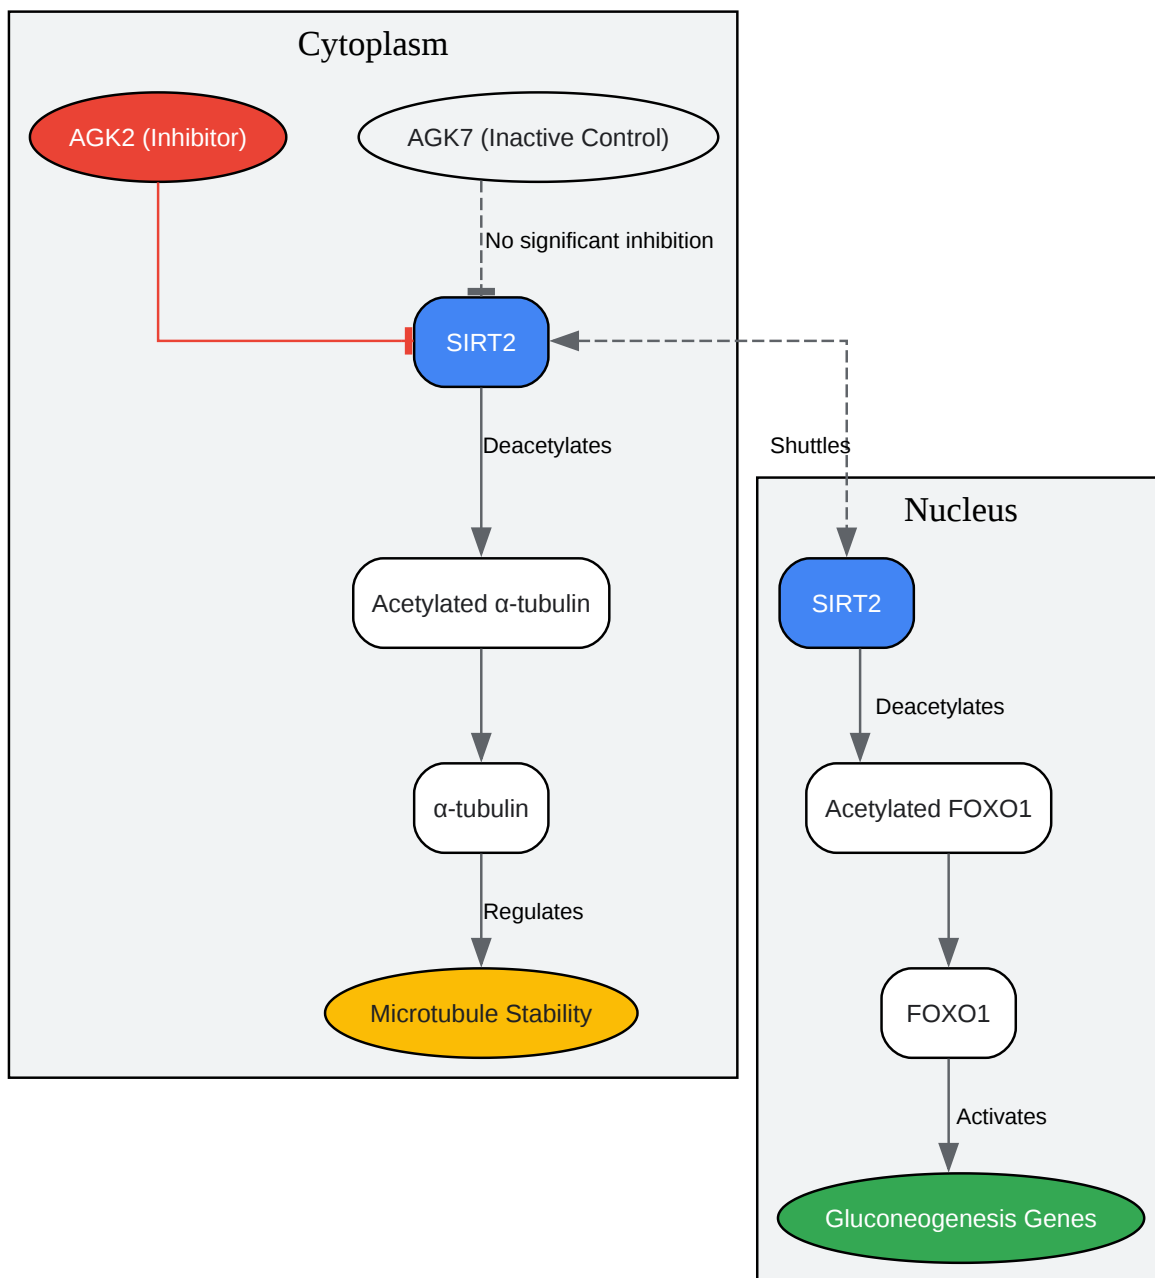 Cytoplasm
AGK2 (Inhibitor)
AGK7 (Inactive Control)
No significant inhibition
SIRT2
Deacetylates
Shuttles
Nucleus
Acetylated α-tubulin
SIRT2
Deacetylates
α-tubulin
Acetylated FOXO1
Regulates
Microtubule Stability
FOXO1
Activates
Gluconeogenesis Genes